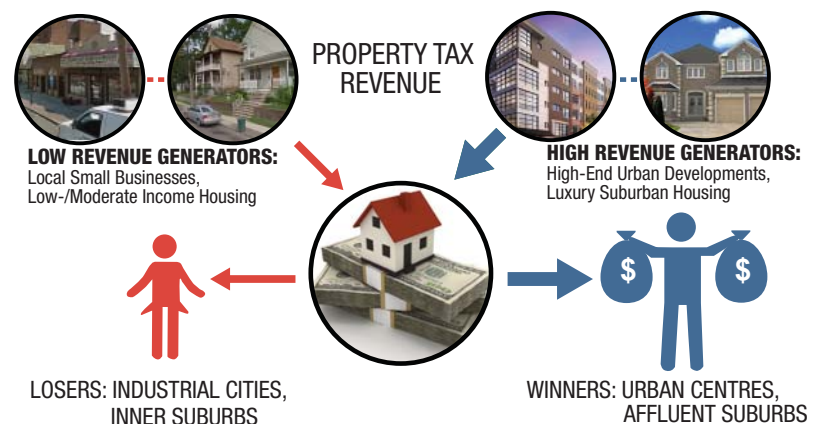 PROPERTY TAX
REVENUE
LOW REVENUE GENERATORS:
Local Small Businesses,
Low-/Moderate Income Housing
HIGH REVENUE GENERATORS:
High-End Urban Developments,
Luxury Suburban Housing
$ $
LOSERS: INDUSTRIAL CITIES,
INNER SUBURBS
WINNERS: URBAN CENTRES,
AFFLUENT SUBURBS